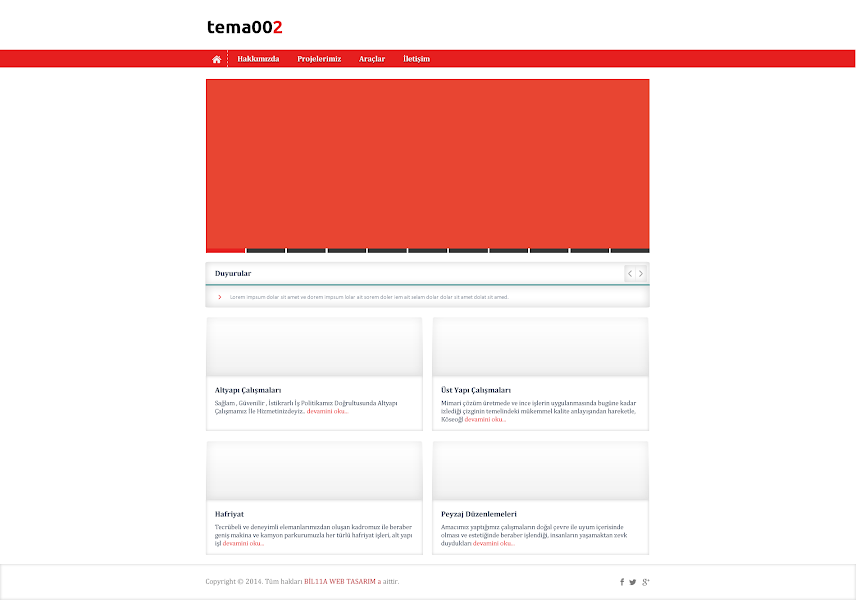 tema002
Hakkımızda Projelerimiz Araçlar İletişim
Duyurular
Lorem impsum dolar sit amet ve dorem impsum lolar ait sorem doler iem ait selam dolar doler sit amet dolat sit amed.
Altyapı Çalışmaları
Sağlam , Güvenilir , İstikrarlı İş Politikamız Doğrultusunda Altyapı
Çalışmamız İle Hizmetinizdeyiz.. devamini oku...
Üst Yapı Çalışmaları
Mimari çözüm üretmede ve ince işlerin uygulanmasında bugüne kadar
izlediği çizginin temelindeki mükemmel kalite anlayışından hareketle,
Köseoğl devamini oku...
Hafriyat
Tecrübeli ve deneyimli elemanlarımızdan oluşan kadromuz ile beraber
geniş makina ve kamyon parkurumuzla her türlü hafriyat işleri, alt yapı
işl devamini oku...
Peyzaj Düzenlemeleri
Amacımız yaptığımız çalışmaların doğal çevre ile uyum içerisinde
olması ve estetiğinde beraber işlendiği, insanların yaşamaktan zevk
duydukları devamini oku...
Copyright © 2014. Tüm hakları BİL11A WEB TASARIM a aittir.